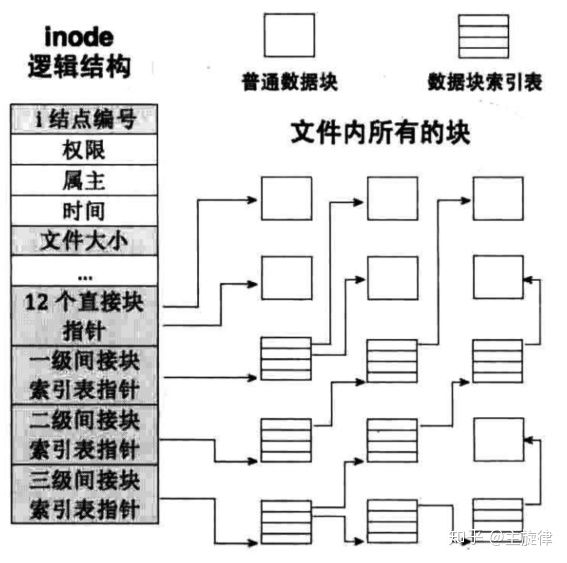 inode
逻辑结构
普通数据块
数据块索引表
文件内所有的块
i 结点编号
权限
属主
时间
文件大小
...
12 个直接块
指针
一级间接块
索引表指针
二级间接块
索引表指针
三级间接块
索引表指针
知乎 @主旋律